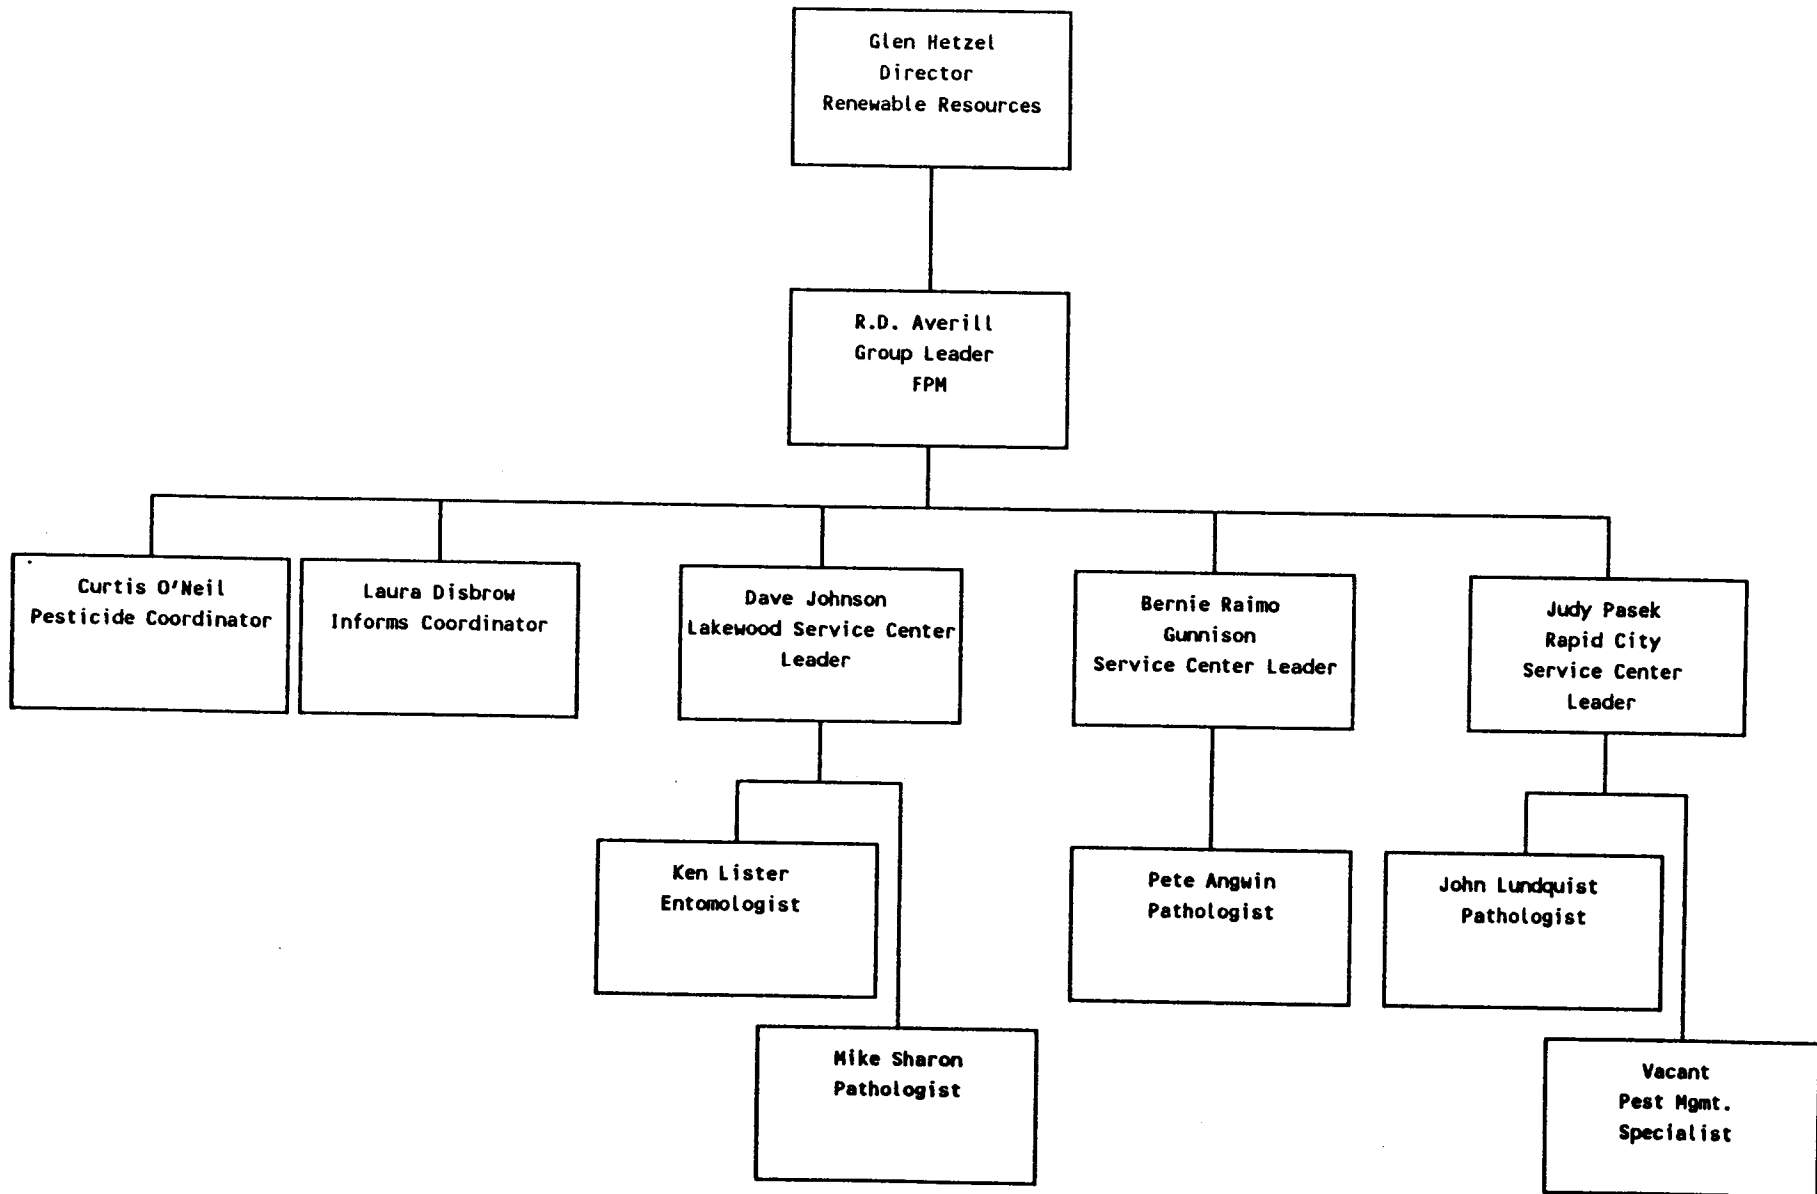 Glen Hetzel
Director
Renewable Resources
R.D. Averill
Group Leader
FPM
Curtis O'Neil
Pesticide Coordinator
Laura Disbrow
Informs Coordinator
Dave Johnson
Lakewood Service Center
Leader
Bernie Raimo
Gunnison
Service Center Leader
Judy Pasek
Rapid City
Service Center
Leader
Ken Lister
Entomologist
Mike Sharon
Pathologist
Pete Angwin
Pathologist
John Lundquist
Pathologist
Vacant
Pest Mgmt.
Specialist